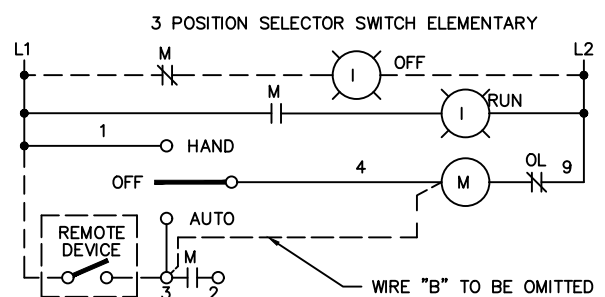 3 POSITION SELECTOR SWITCH ELEMENTARY
L1
L2
M
I
OFF
M
I
RUN
1
HAND
OFF
4
M
OL
9
AUTO
REMOTE
DEVICE
M
3
2
WIRE "B" TO BE OMITTED